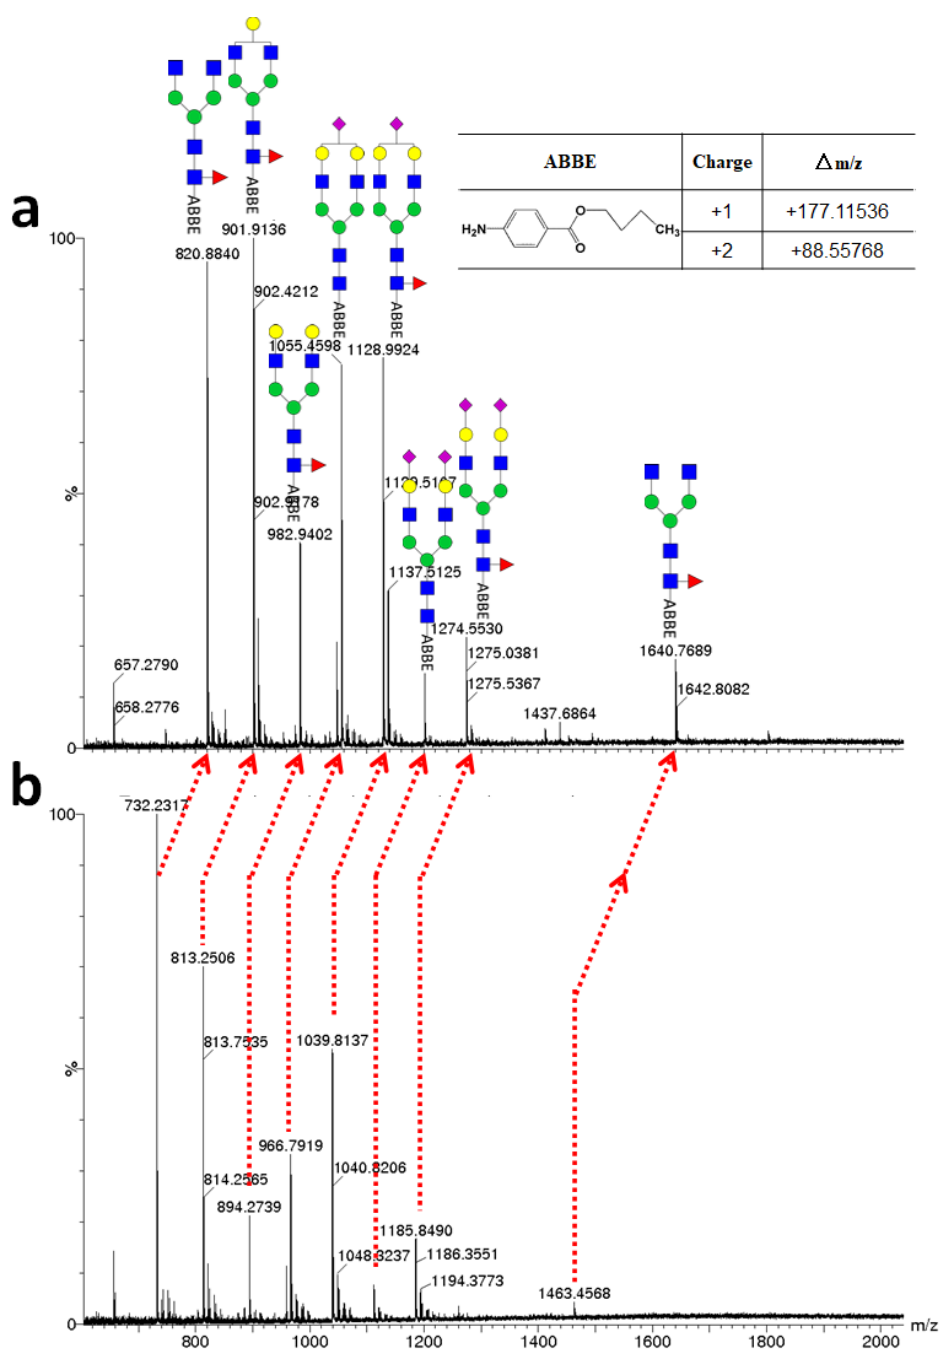 a
ABBE
ABBE
ABBE
ABBE
ABBE
ABBE
ABBE
ABBE
ABBE Charge △ m/z
H₂N O O CH₃
+1 +177.11536
+2 +88.55768
100
%
0
820.8840
901.9136
902.4212
982.9402
1055.4598
1128.9924
1137.5125
1274.5530
1275.0381
1275.5367
657.2790
658.2776
1437.6864
1640.7689
1642.8082
b
100
%
0
732.2317
813.2506
813.7535
814.2565
894.2739
966.7919
1039.8137
1040.8206
1048.3237
1185.8490
1186.3551
1194.3773
1463.4568
800 1000 1200 1400 1600 1800 2000 m/z